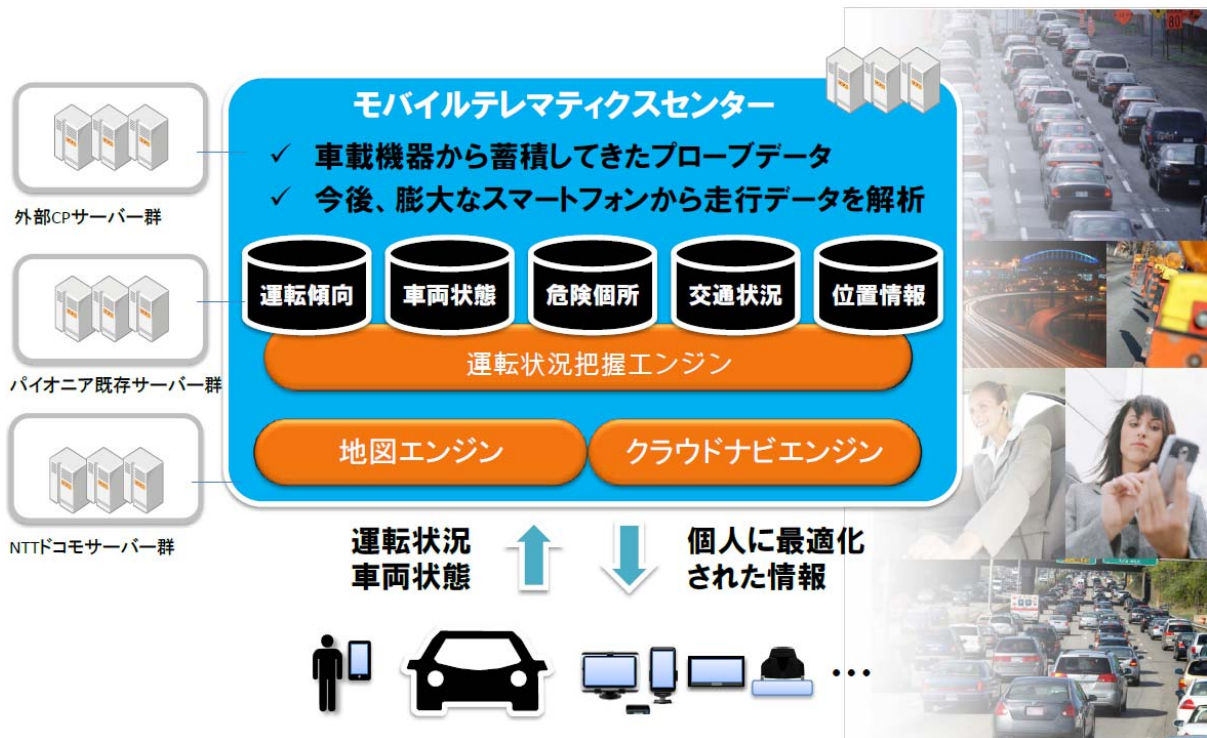 モバイルテレマティクスセンター
✓ 車載機器から蓄積してきたプローブデータ
✓ 今後、膨大なスマートフォンから走行データを解析
外部CPサーバー群
運転傾向
車両状態
危険個所
交通状況
位置情報
運転状況把握エンジン
パイオニア既存サーバー群
地図エンジン
クラウドナビエンジン
NTTドコモサーバー群
運転状況
車両状態
個人に最適化
された情報
•••
80